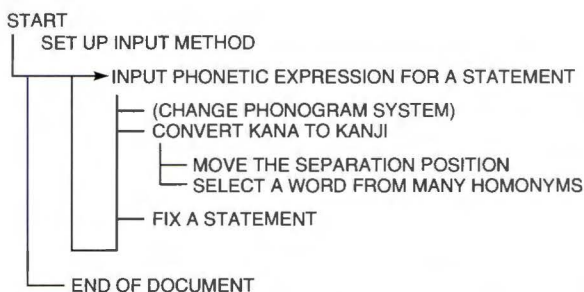 START
SET UP INPUT METHOD
INPUT PHONETIC EXPRESSION FOR A STATEMENT
(CHANGE PHONOGRAM SYSTEM)
CONVERT KANA TO KANJI
MOVE THE SEPARATION POSITION
SELECT A WORD FROM MANY HOMONYMS
FIX A STATEMENT
END OF DOCUMENT